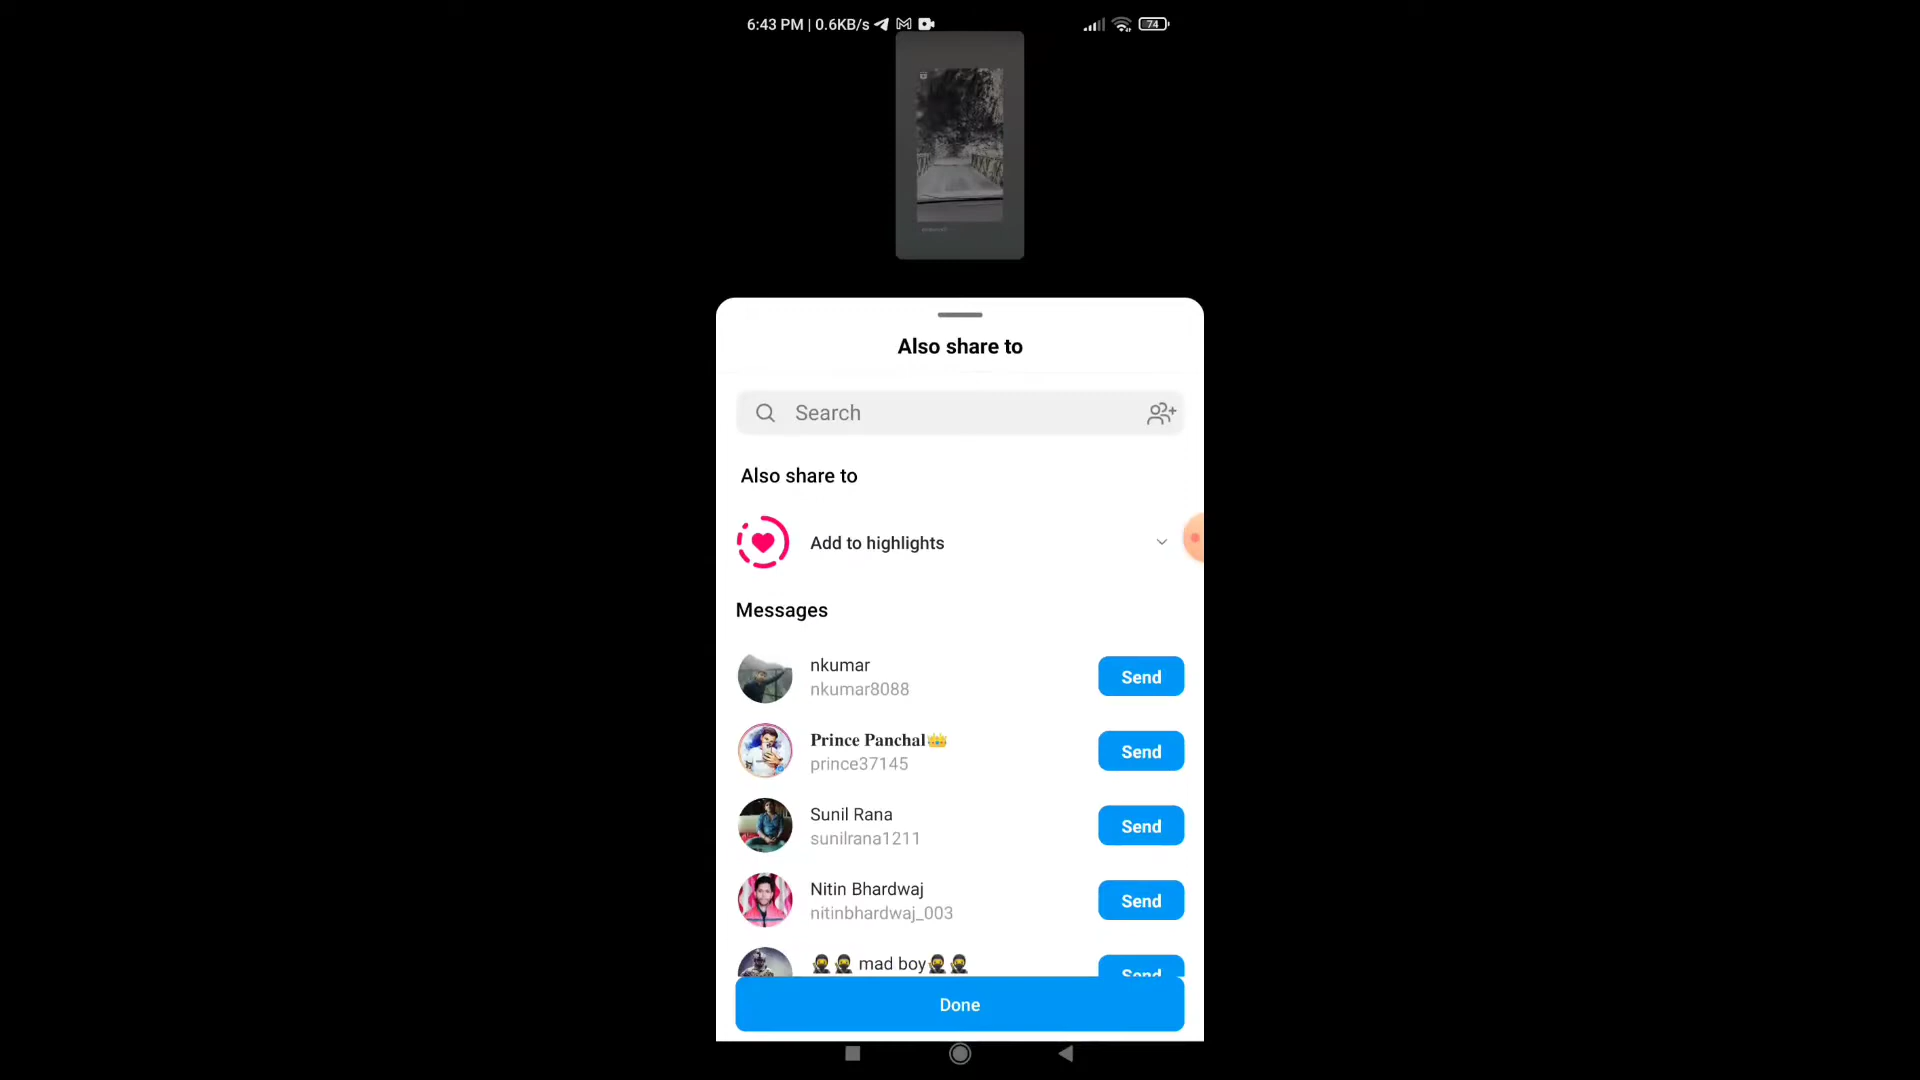 6:43 PM | 0.6KB/s
74
Also share to
Search
Also share to
Add to highlights
Messages
nkumar
nkumar8088
Send
𝐏𝐫𝐢𝐧𝐜𝐞 𝐏𝐚𝐧𝐜𝐡𝐚𝐥👑
prince37145
Send
Sunil Rana
sunilrana1211
Send
Nitin Bhardwaj
nitinbhardwaj_003
Send
🥷🥷 mad boy🥷🥷
Send
Done